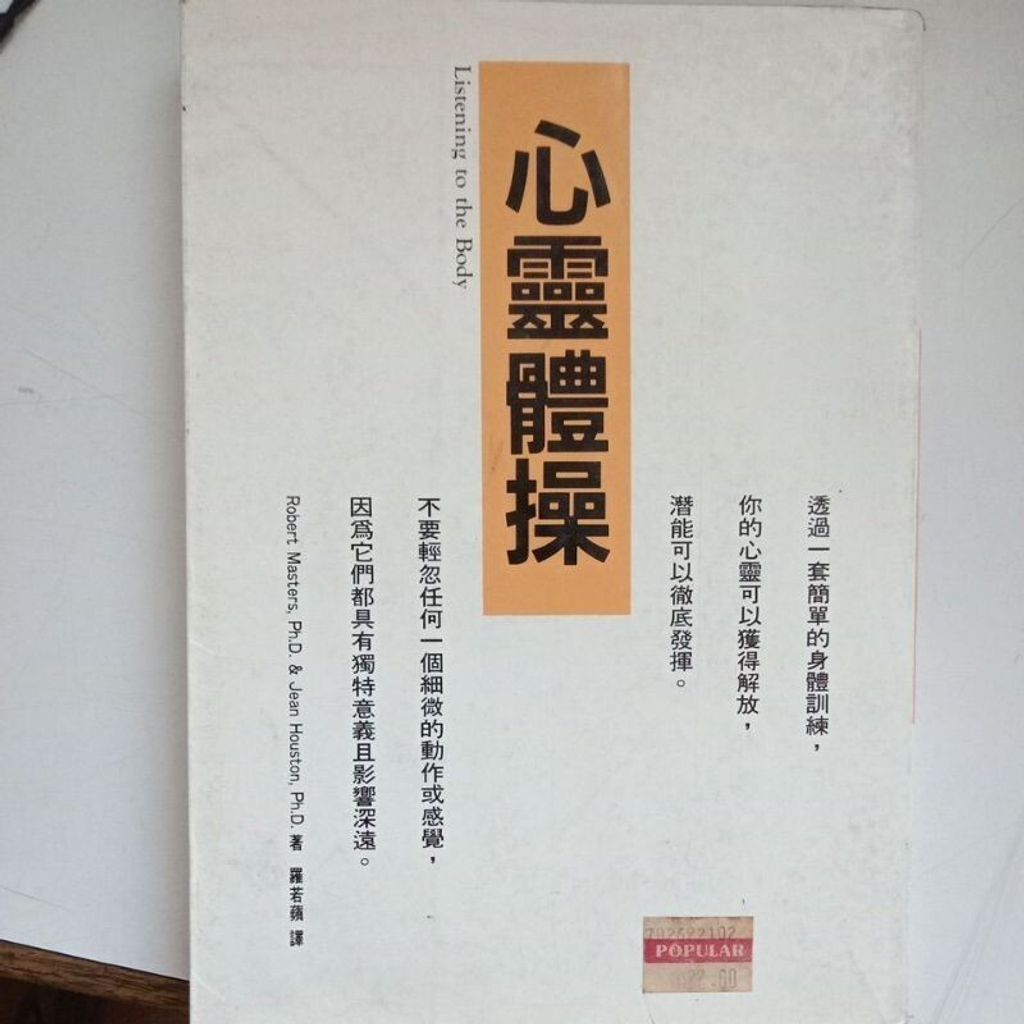 透過一套簡單的身體訓練，
你的心靈可以獲得解放，
潛能可以徹底發揮。
心靈體操
Listening to the Body
不要輕忽任何一個細微的動作或感覺，
因爲它們都具有獨特意義且影響深遠。
Robert Masters, Ph.D. & Jean Houston, Ph.D. 著 羅若蘋 譯
POPULAR